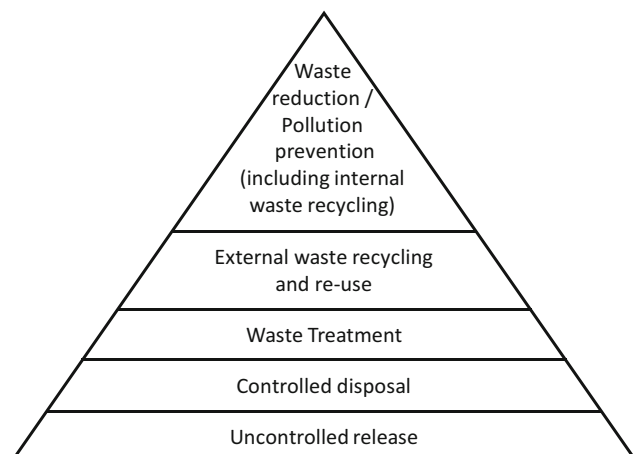 Waste
reduction /
Pollution
prevention
(including internal
waste recycling)
External waste recycling
and re-use
Waste Treatment
Controlled disposal
Uncontrolled release